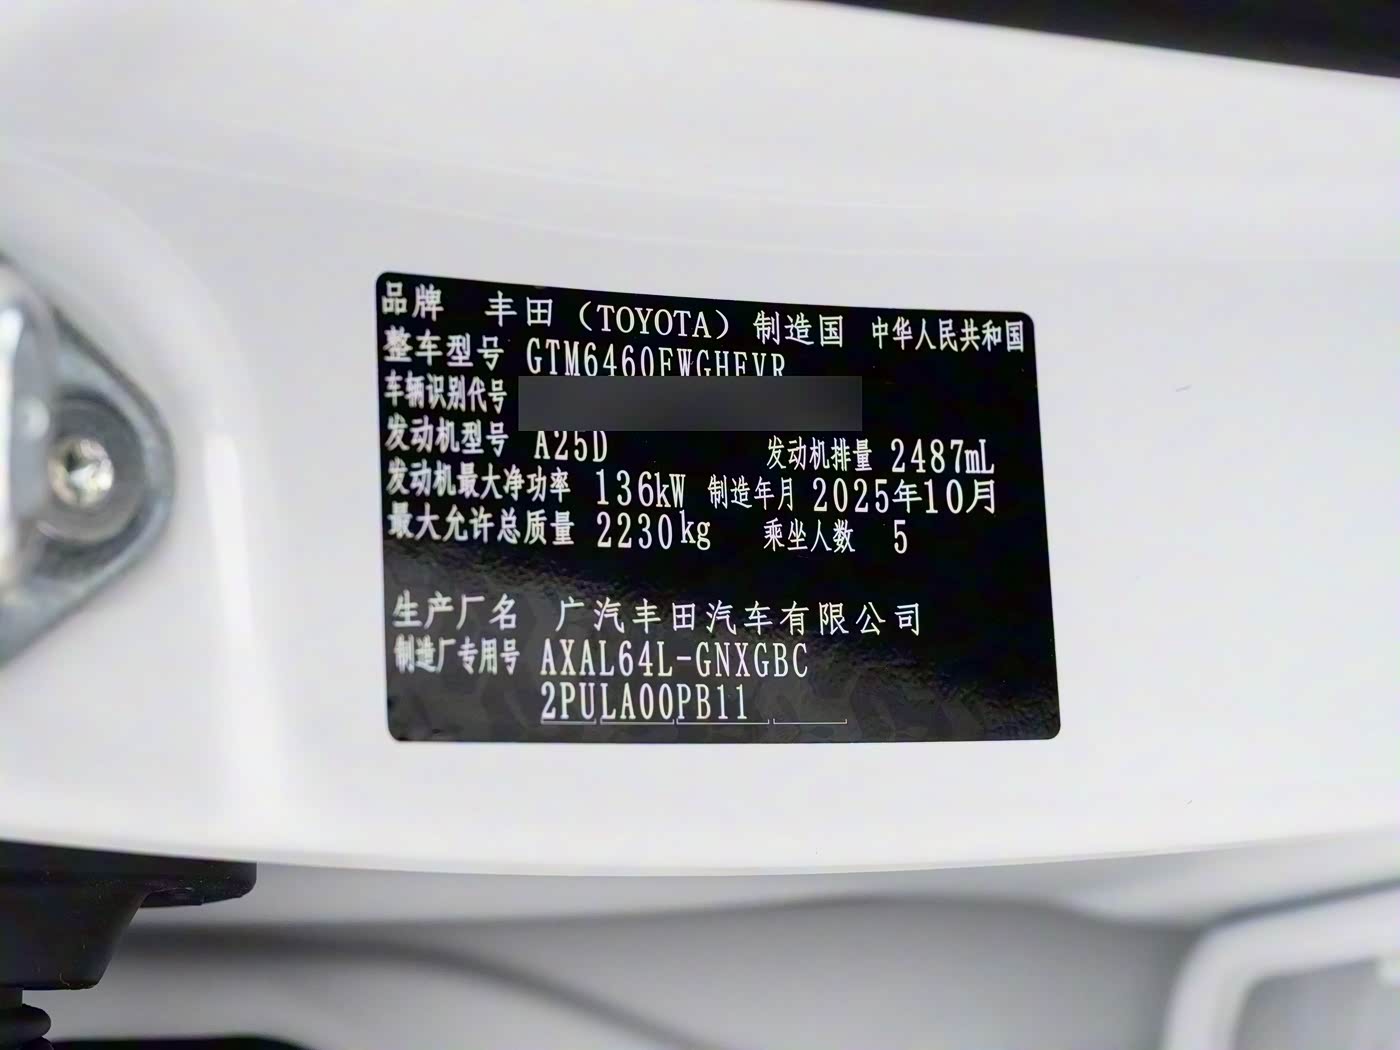 品牌 丰田（TOYOTA）制造国 中华人民共和国
整车型号 GTM6460FWGHEVR
车辆识别代号
发动机型号 A25D 发动机排量 2487mL
发动机最大净功率 136kW 制造年月 2025年10月
最大允许总质量 2230kg 乘坐人数 5
生产厂名 广汽丰田汽车有限公司
制造厂专用号 AXAL64L-GNXGBC
2PULA00PB11